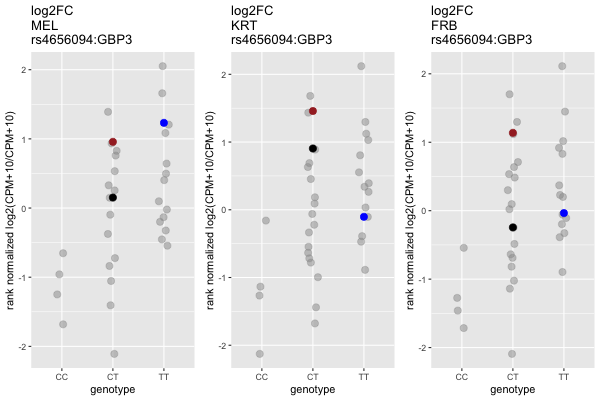 log2FC
MEL
rs4656094:GBP3
rank normalized log2(CPM+10/CPM+10)
2
1
0
-1
-2
CC
CT
TT
genotype
log2FC
KRT
rs4656094:GBP3
rank normalized log2(CPM+10/CPM+10)
2
1
0
-1
-2
CC
CT
TT
genotype
log2FC
FRB
rs4656094:GBP3
rank normalized log2(CPM+10/CPM+10)
2
1
0
-1
-2
CC
CT
TT
genotype